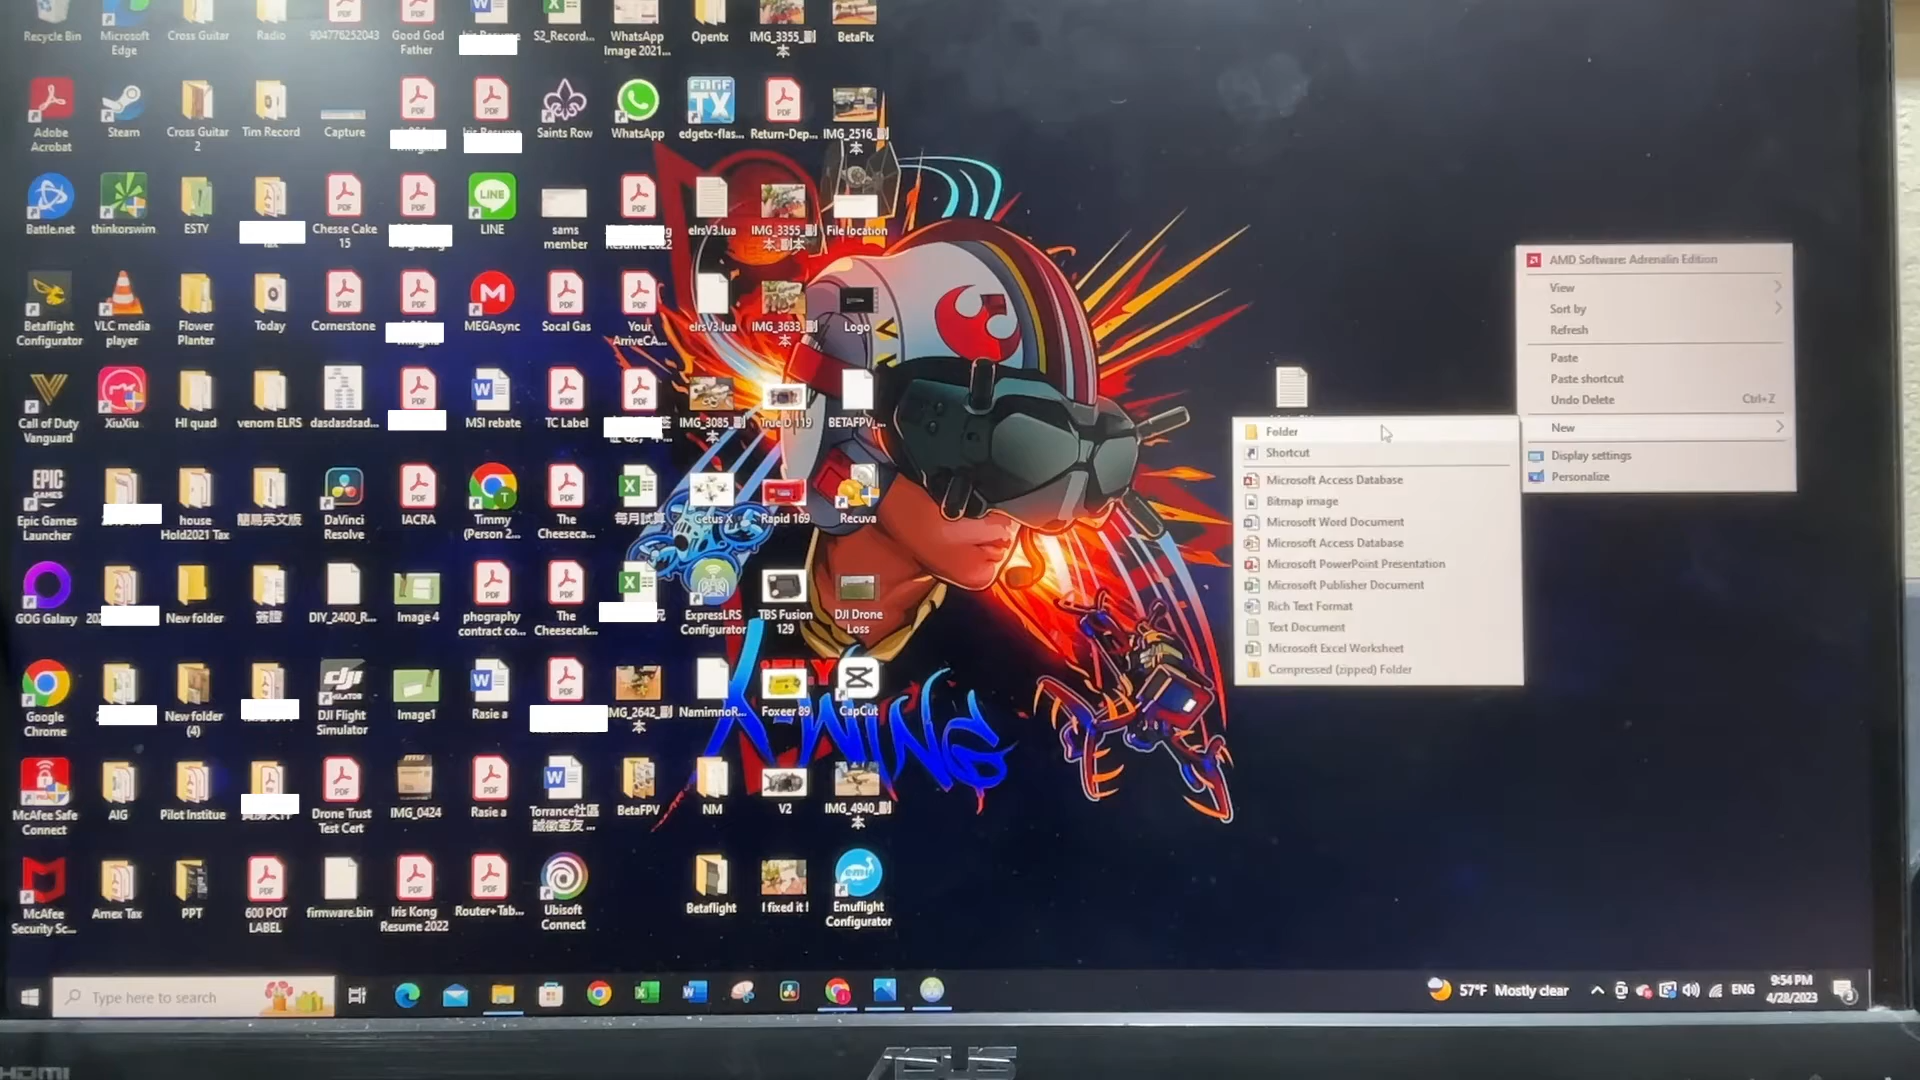 Recycle Bin
Microsoft Edge
Cross Guitar
Radio
904776252043
Good God Father
S2_Record...
WhatsApp Image 2021...
Opentx
IMG_3355_副本
BetaFlx
Adobe Acrobat
Steam
Cross Guitar 2
Tim Record
Capture
Saints Row
WhatsApp
edgetx-flas...
Return-Dep...
IMG_2516_副本
Battle.net
thinkorswim
ESTY
Chesse Cake 15
LINE
sams member
elrsV3.lua
IMG_3355_副本_副本
File location
Betaflight Configurator
VLC media player
Flower Planter
Today
Cornerstone
MEGAsync
Socal Gas
Your ArriveCA...
elrsV3.lua
IMG_3633_副本
Logo
Call of Duty Vanguard
XiuXiu
HI quad
venom ELRS
dasdasdsad...
MSI rebate
TC Label
IMG_3085_副本
True D 119
BETAFPV_...
Epic Games Launcher
house Hold2021 Tax
簡易英文版
DaVinci Resolve
IACRA
Timmy (Person 2...
The Cheeseca...
每月試算
Cetus X
Rapid 169
Recuva
GOG Galaxy
New folder
簽證
DIY_2400_R...
Image 4
phography contract co...
The Cheesecak...
ExpressLRS Configurator
TBS Fusion 129
DJI Drone Loss
Google Chrome
New folder (4)
DJI Flight Simulator
Image1
Rasie a
IMG_2642_副本
NamimnoR...
Foxeer 89
CapCut
McAfee Safe Connect
AIG
Pilot Institue
Drone Trust Test Cert
IMG_0424
Rasie a
Torrance社區
BetaFPV
NM
V2
IMG_4940_副本
McAfee Security Sc...
Amex Tax
PPT
600 POT LABEL
firmware.bin
Iris Kong Resume 2022
Router+Tab...
Ubisoft Connect
Betaflight
I fixed it !
Emuflight Configurator
FLY
X-WING
AMD Software: Adrenalin Edition
View
Sort by
Refresh
Paste
Paste shortcut
Undo Delete Ctrl+Z
New
Display settings
Personalize
Folder
Shortcut
Microsoft Access Database
Bitmap image
Microsoft Word Document
Microsoft Access Database
Microsoft PowerPoint Presentation
Microsoft Publisher Document
Rich Text Format
Text Document
Microsoft Excel Worksheet
Compressed (zipped) Folder
Type here to search
57°F Mostly clear
ENG
9:54 PM
4/28/2023
3
HDMI
ASUS